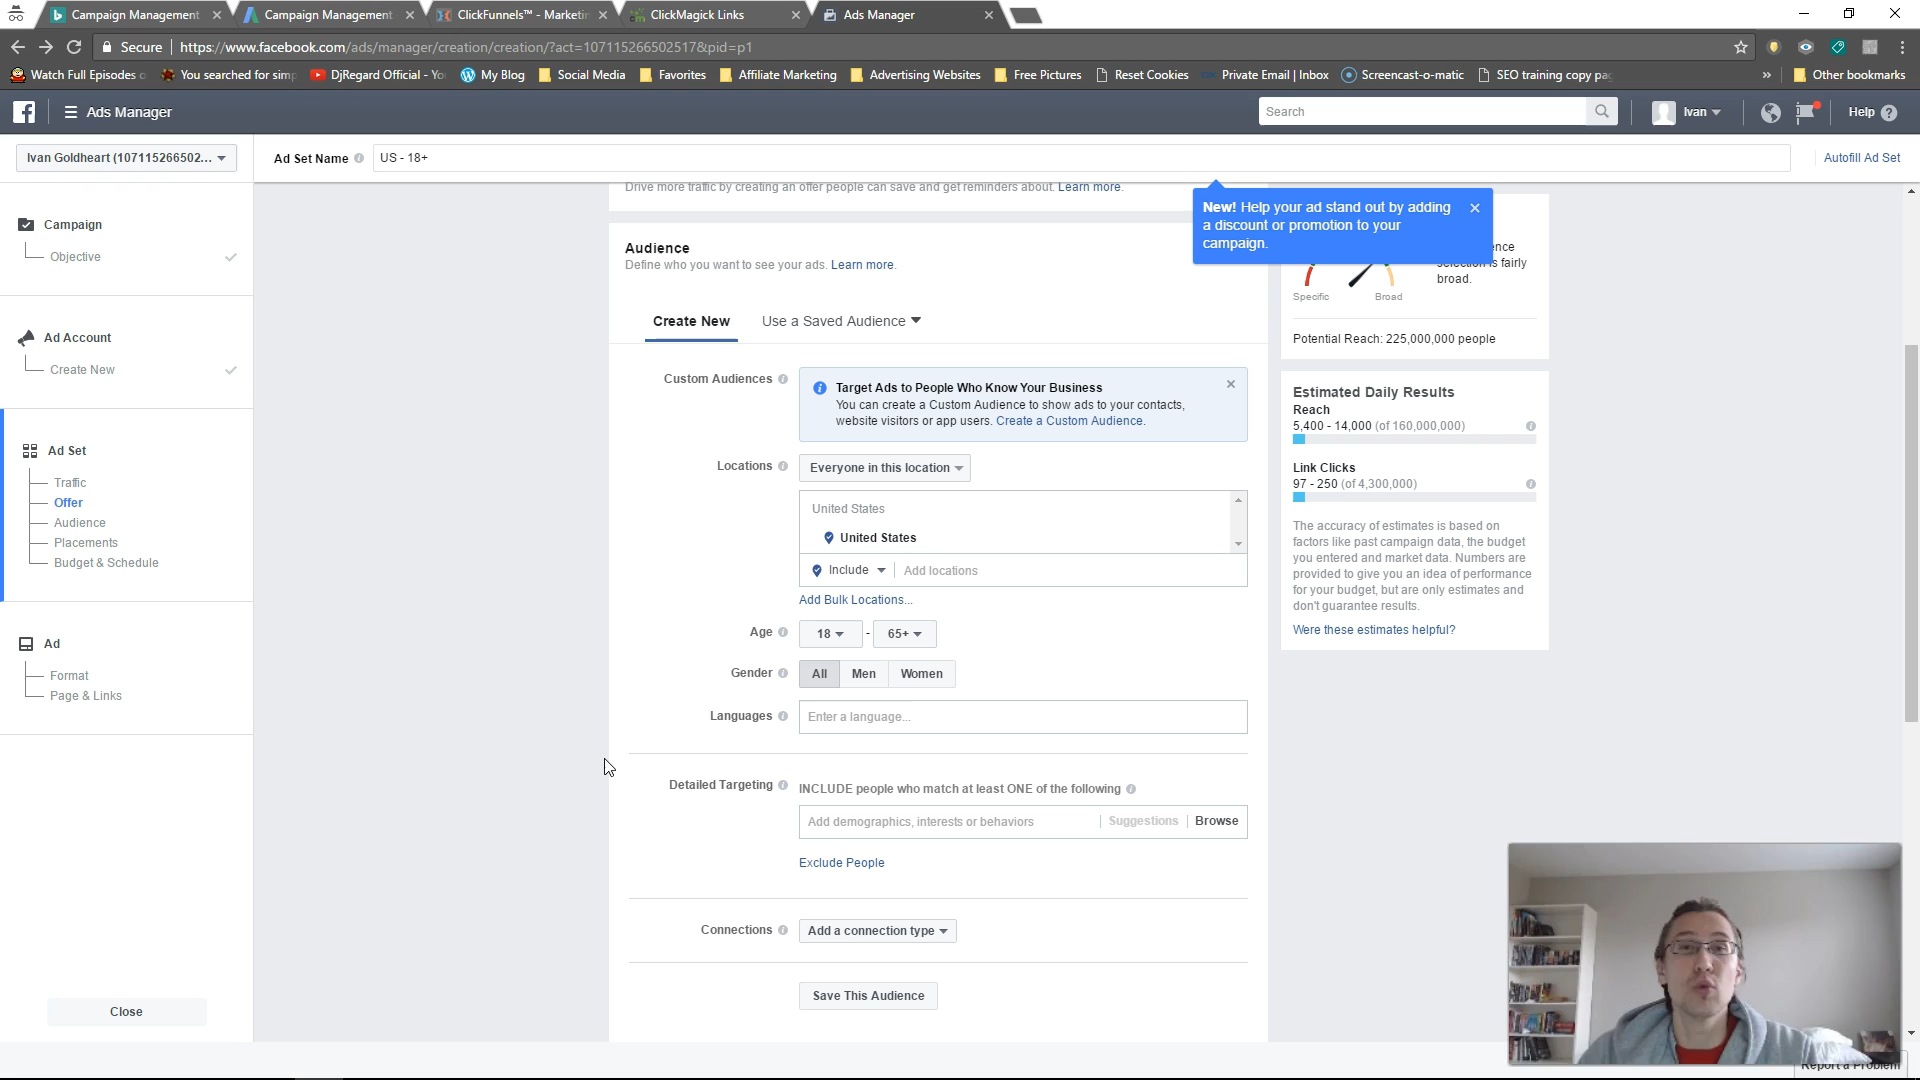 Campaign Management
Campaign Management
ClickFunnels™ - Marketin
ClickMagick Links
Ads Manager
Secure
https://www.facebook.com/ads/manager/creation/creation/?act=107115266502517&pid=p1
Watch Full Episodes o
You searched for simp
DjRegard Official - Yo
My Blog
Social Media
Favorites
Affiliate Marketing
Advertising Websites
Free Pictures
Reset Cookies
Private Email | Inbox
Screencast-o-matic
SEO training copy pag
»
Other bookmarks
Ads Manager
Search
Ivan
Help
Ivan Goldheart (107115266502...
Ad Set Name
US - 18+
Autofill Ad Set
Campaign
Objective
Ad Account
Create New
Ad Set
Traffic
Offer
Audience
Placements
Budget & Schedule
Ad
Format
Page & Links
Close
Drive more traffic by creating an offer people can save and get reminders about. Learn more.
Audience
Define who you want to see your ads. Learn more.
Create New
Use a Saved Audience
Custom Audiences
Target Ads to People Who Know Your Business
You can create a Custom Audience to show ads to your contacts,
website visitors or app users. Create a Custom Audience.
Locations
Everyone in this location
United States
United States
Include
Add locations
Add Bulk Locations...
Age
18
-
65+
Gender
All
Men
Women
Languages
Enter a language...
Detailed Targeting
INCLUDE people who match at least ONE of the following
Add demographics, interests or behaviors
Suggestions
Browse
Exclude People
Connections
Add a connection type
Save This Audience
New! Help your ad stand out by adding
a discount or promotion to your
campaign.
ence
selection is fairly
broad.
Specific
Broad
Potential Reach: 225,000,000 people
Estimated Daily Results
Reach
5,400 - 14,000 (of 160,000,000)
Link Clicks
97 - 250 (of 4,300,000)
The accuracy of estimates is based on
factors like past campaign data, the budget
you entered and market data. Numbers are
provided to give you an idea of performance
for your budget, but are only estimates and
don't guarantee results.
Were these estimates helpful?
Report a Problem